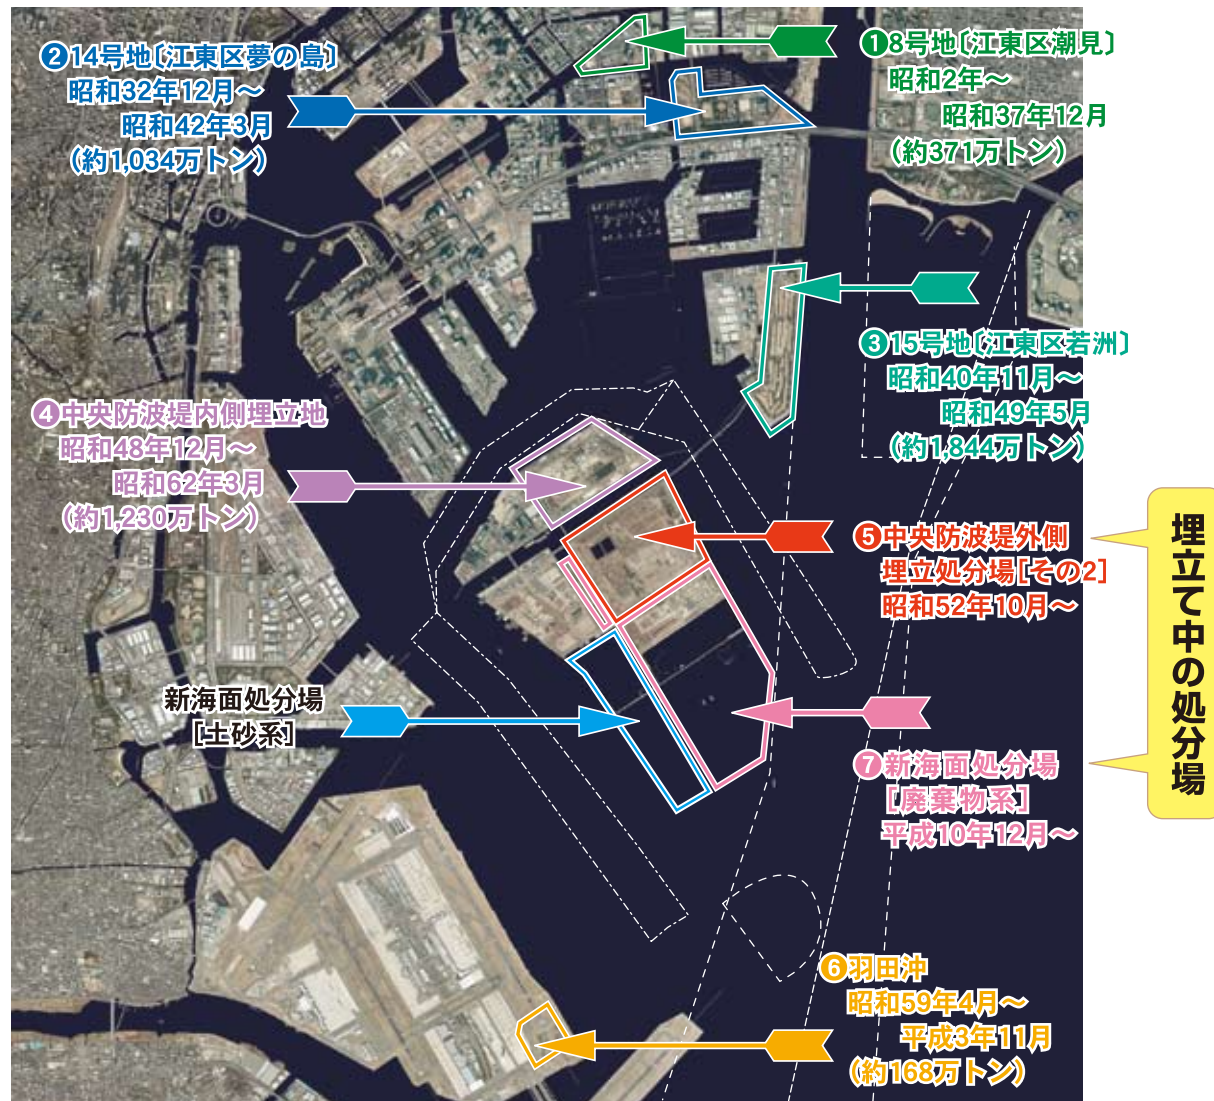 ❶8号地〔江東区潮見〕
昭和2年～
昭和37年12月
（約371万トン）
❷14号地〔江東区夢の島〕
昭和32年12月～
昭和42年3月
（約1,034万トン）
❸15号地〔江東区若洲〕
昭和40年11月～
昭和49年5月
（約1,844万トン）
❹中央防波堤内側埋立地
昭和48年12月～
昭和62年3月
（約1,230万トン）
❺中央防波堤外側
埋立処分場［その2］
昭和52年10月～
埋立て中の処分場
新海面処分場
［土砂系］
❼新海面処分場
［廃棄物系］
平成10年12月～
❻羽田沖
昭和59年4月～
平成3年11月
（約168万トン）